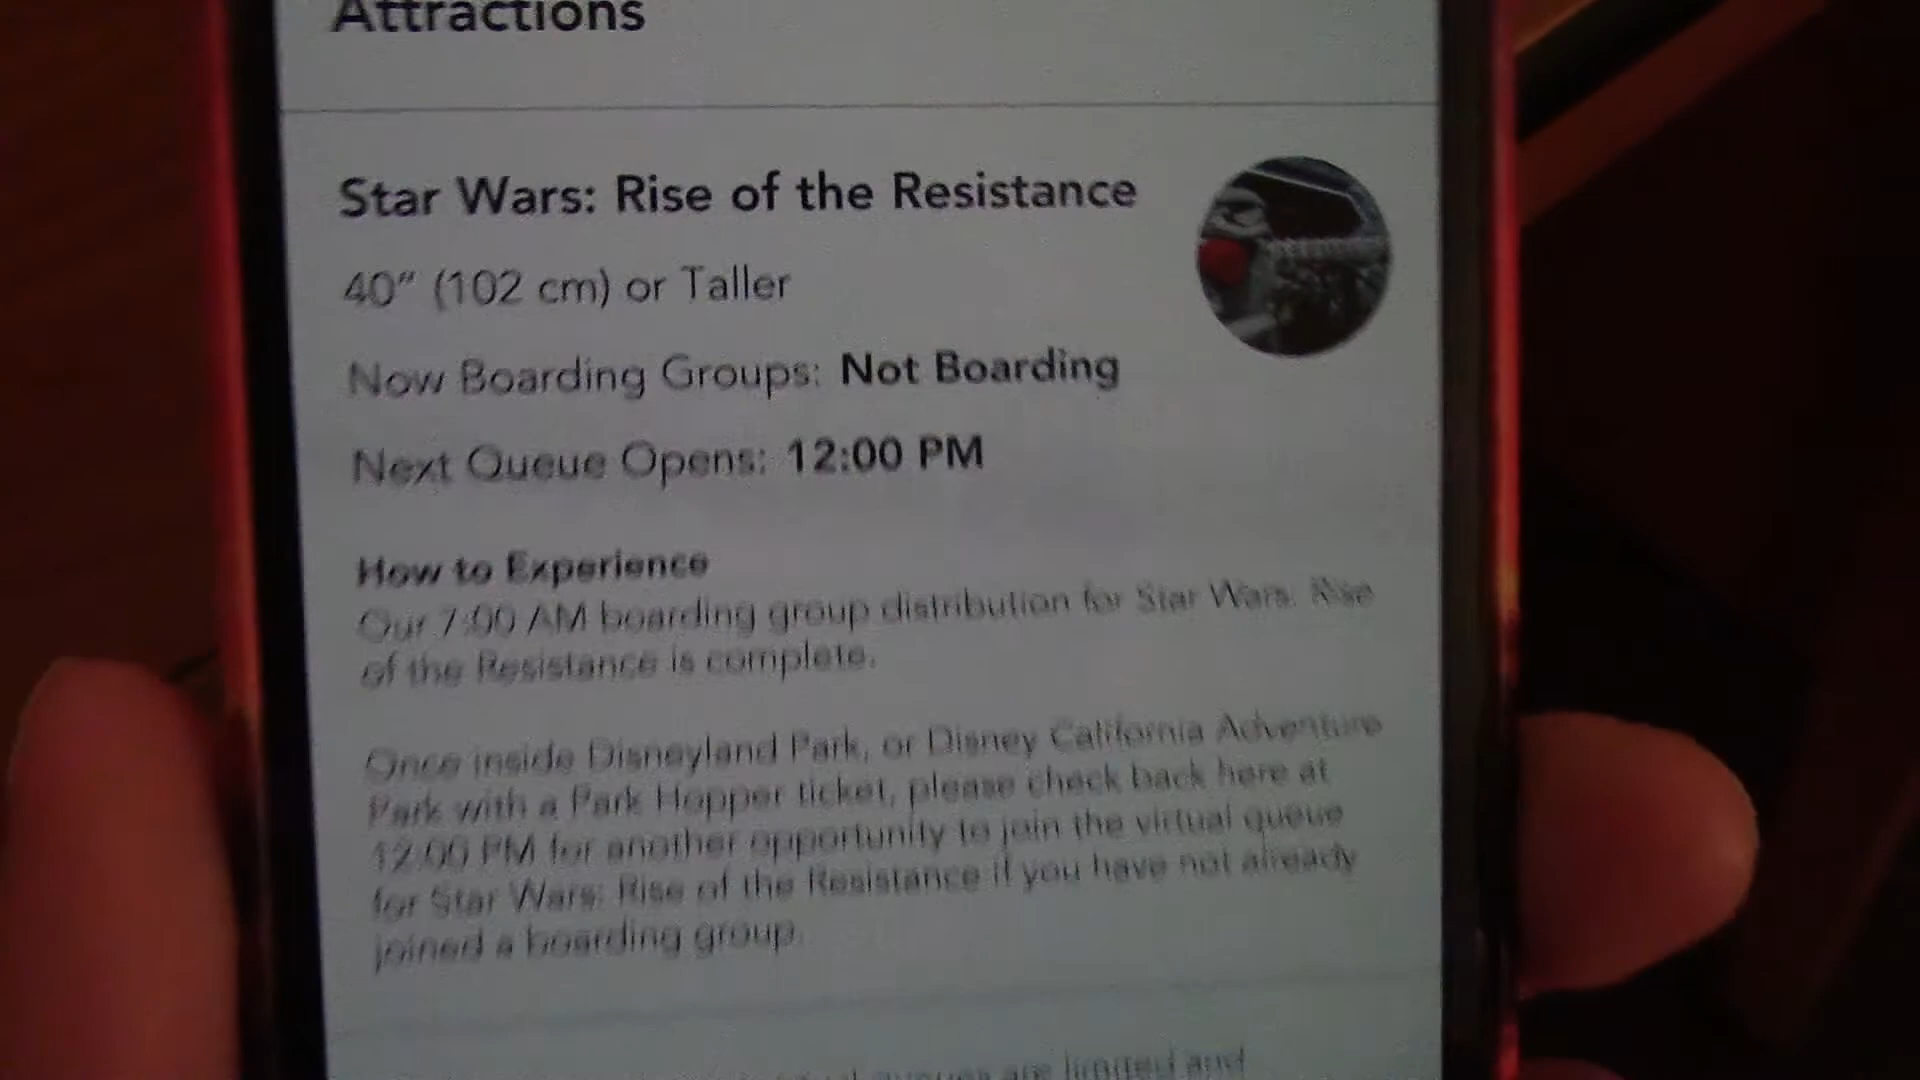 Attractions
Star Wars: Rise of the Resistance
40" (102 cm) or Taller
Now Boarding Groups: Not Boarding
Next Queue Opens: 12:00 PM
How to Experience
Our 7:00 AM boarding group distribution for Star Wars: Rise
of the Resistance is complete.
Once inside Disneyland Park, or Disney California Adventure
Park with a Park Hopper ticket, please check back here at
12:00 PM for another opportunity to join the virtual queue
for Star Wars: Rise of the Resistance if you have not already
joined a boarding group.
queues are limited and